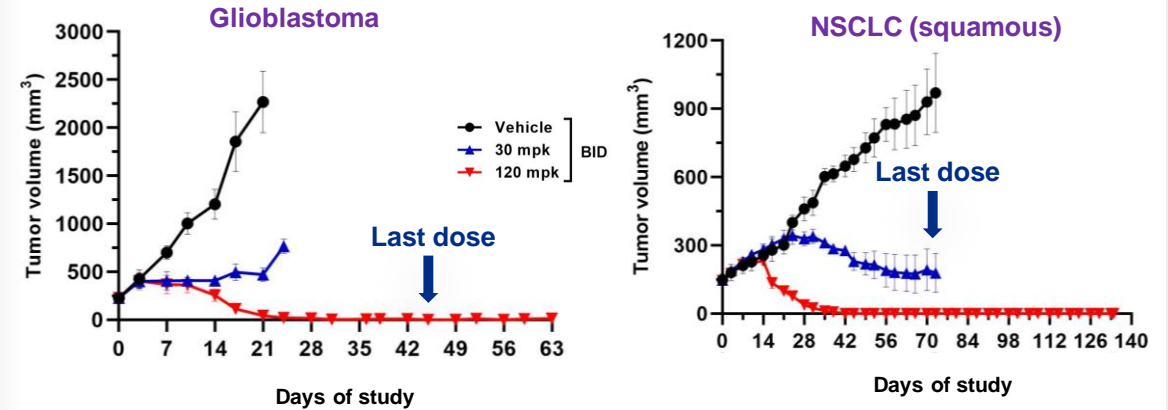 Glioblastoma
Tumor volume (mm³)
3000
2500
2000
1500
1000
500
0
0 7 14 21 28 35 42 49 56 63
Days of study
Vehicle
30 mpk
120 mpk
BID
Last dose
NSCLC (squamous)
Tumor volume (mm³)
1200
900
600
300
0
0 14 28 42 56 70 84 98 112 126 140
Days of study
Last dose